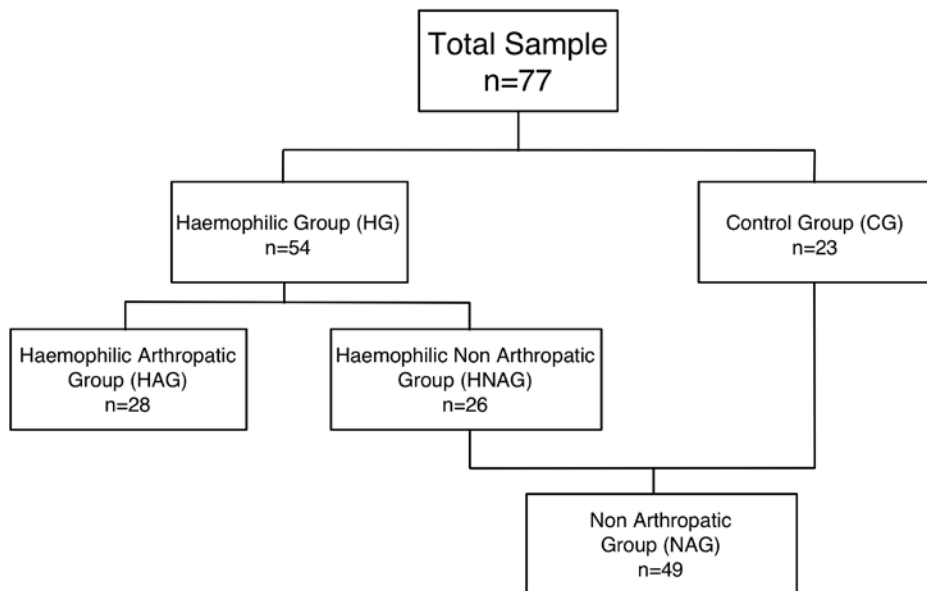 Total Sample
n=77
Haemophilic Group (HG)
n=54
Control Group (CG)
n=23
Haemophilic Arthropatic
Group (HAG)
n=28
Haemophilic Non Arthropatic
Group (HNAG)
n=26
Non Arthropatic
Group (NAG)
n=49